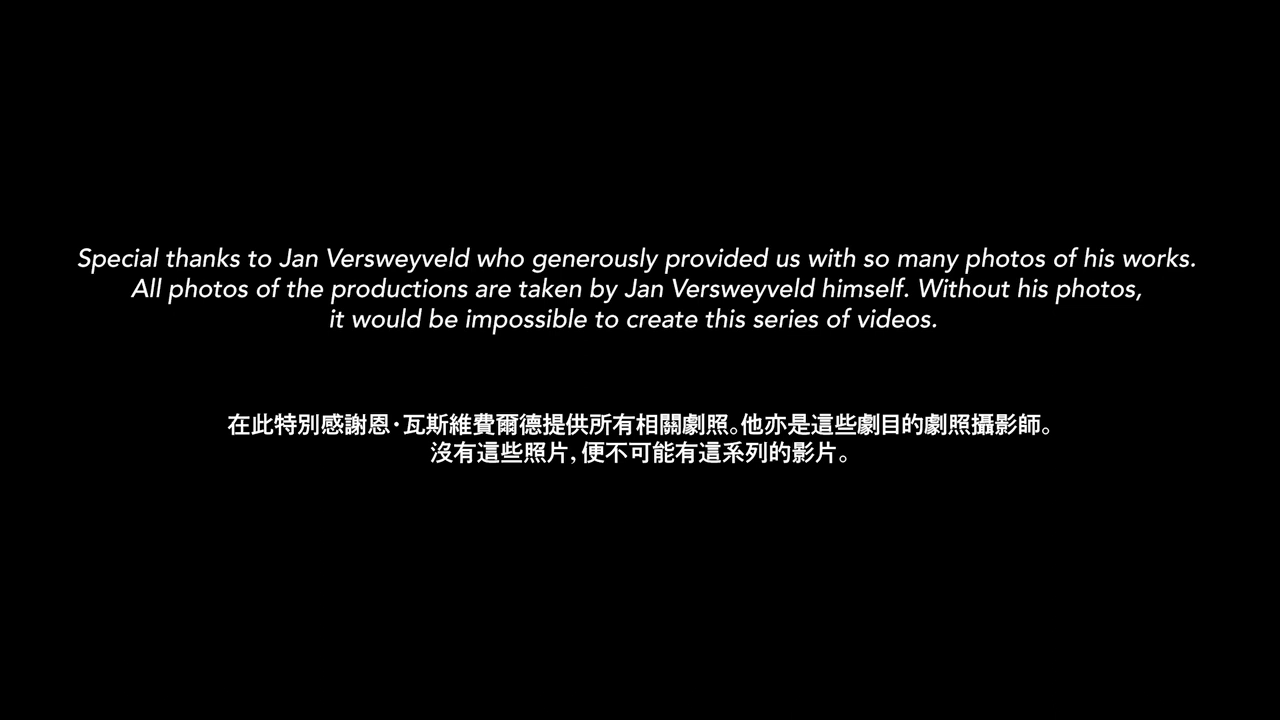 Special thanks to Jan Versweyveld who generously provided us with so many photos of his works.
All photos of the productions are taken by Jan Versweyveld himself. Without his photos,
it would be impossible to create this series of videos.
在此特別感謝恩·瓦斯維費爾德提供所有相關劇照。他亦是這些劇目的劇照攝影師。
沒有這些照片，便不可能有這系列的影片。